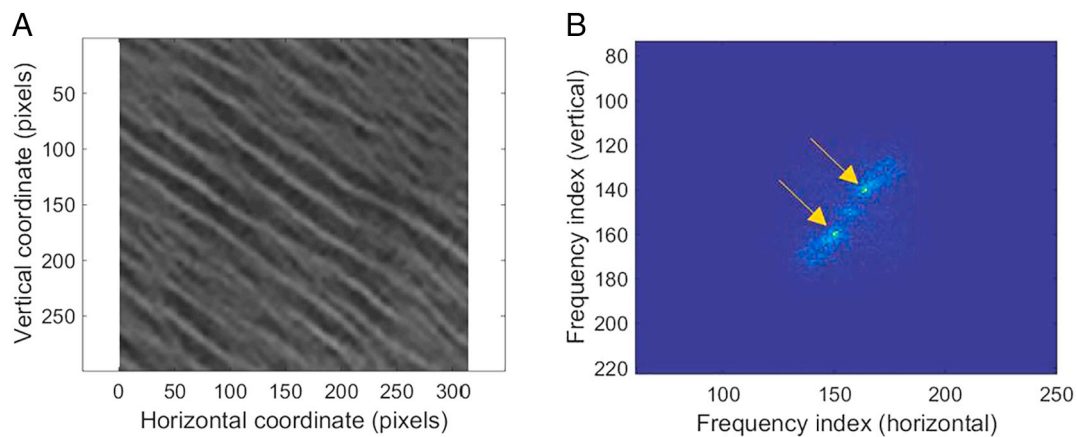 A
50
100
150
200
250
0 50 100 150 200 250 300
Vertical coordinate (pixels)
Horizontal coordinate (pixels)
B
80
100
120
140
160
180
200
220
100 150 200 250
Frequency index (vertical)
Frequency index (horizontal)